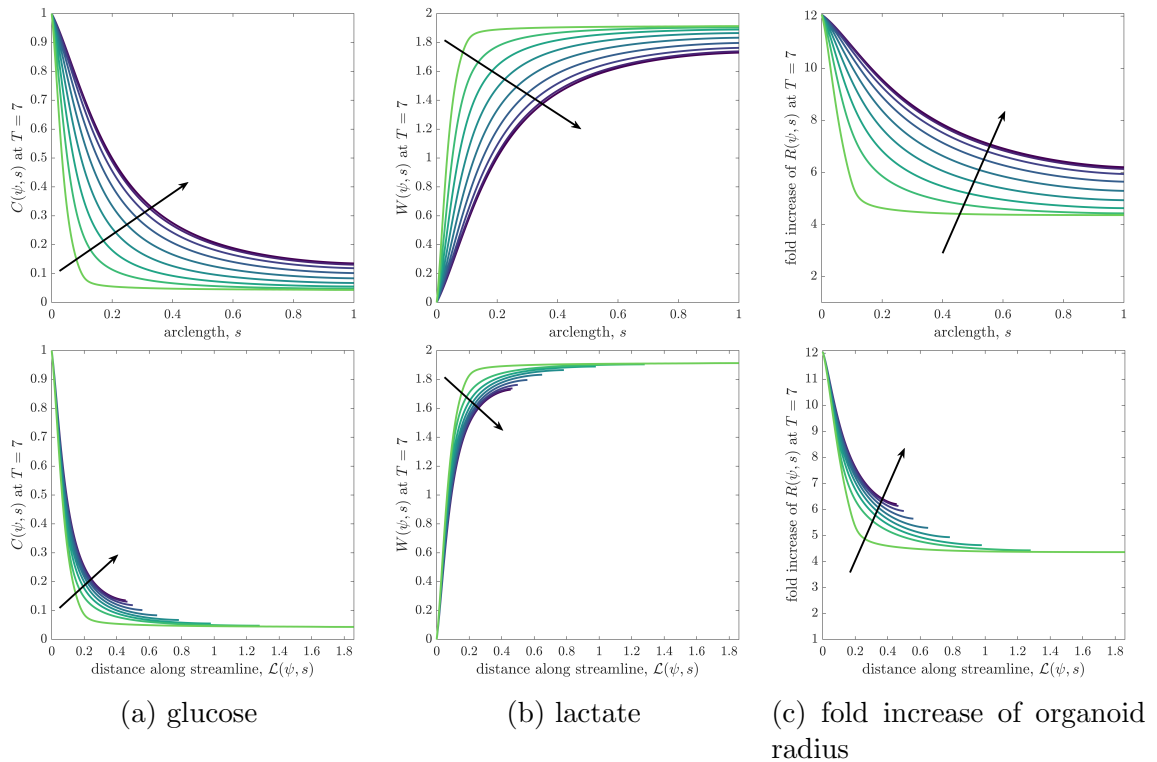 C(ψ, s) at T = 7
1
0.9
0.8
0.7
0.6
0.5
0.4
0.3
0.2
0.1
0
0 0.2 0.4 0.6 0.8 1
arclength, s
W(ψ, s) at T = 7
2
1.8
1.6
1.4
1.2
1
0.8
0.6
0.4
0.2
0
0 0.2 0.4 0.6 0.8 1
arclength, s
fold increase of R(ψ, s) at T = 7
12
10
8
6
4
2
0 0.2 0.4 0.6 0.8 1
arclength, s
C(ψ, s) at T = 7
1
0.9
0.8
0.7
0.6
0.5
0.4
0.3
0.2
0.1
0
0 0.2 0.4 0.6 0.8 1 1.2 1.4 1.6 1.8
distance along streamline, ℒ(ψ, s)
W(ψ, s) at T = 7
2
1.8
1.6
1.4
1.2
1
0.8
0.6
0.4
0.2
0
0 0.2 0.4 0.6 0.8 1 1.2 1.4 1.6 1.8
distance along streamline, ℒ(ψ, s)
fold increase of R(ψ, s) at T = 7
12
11
10
9
8
7
6
5
4
3
2
1
0 0.2 0.4 0.6 0.8 1 1.2 1.4 1.6 1.8
distance along streamline, ℒ(ψ, s)
(a) glucose
(b) lactate
(c) fold increase of organoid
radius